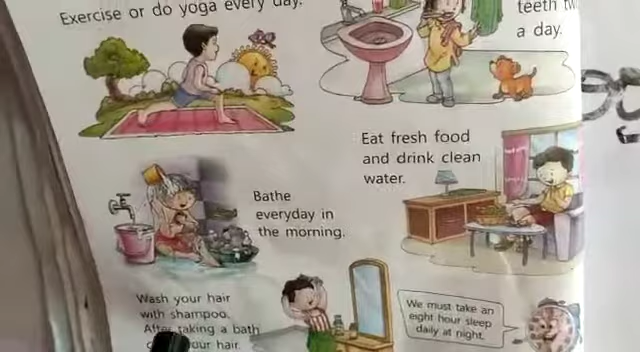 Exercise or do yoga every day.
teeth
a day.
Eat fresh food
and drink clean
water.
Bathe
everyday in
the morning.
Wash your hair
with shampoo.
After taking a bath
your hair.
We must take an
eight hour sleep
daily at night.